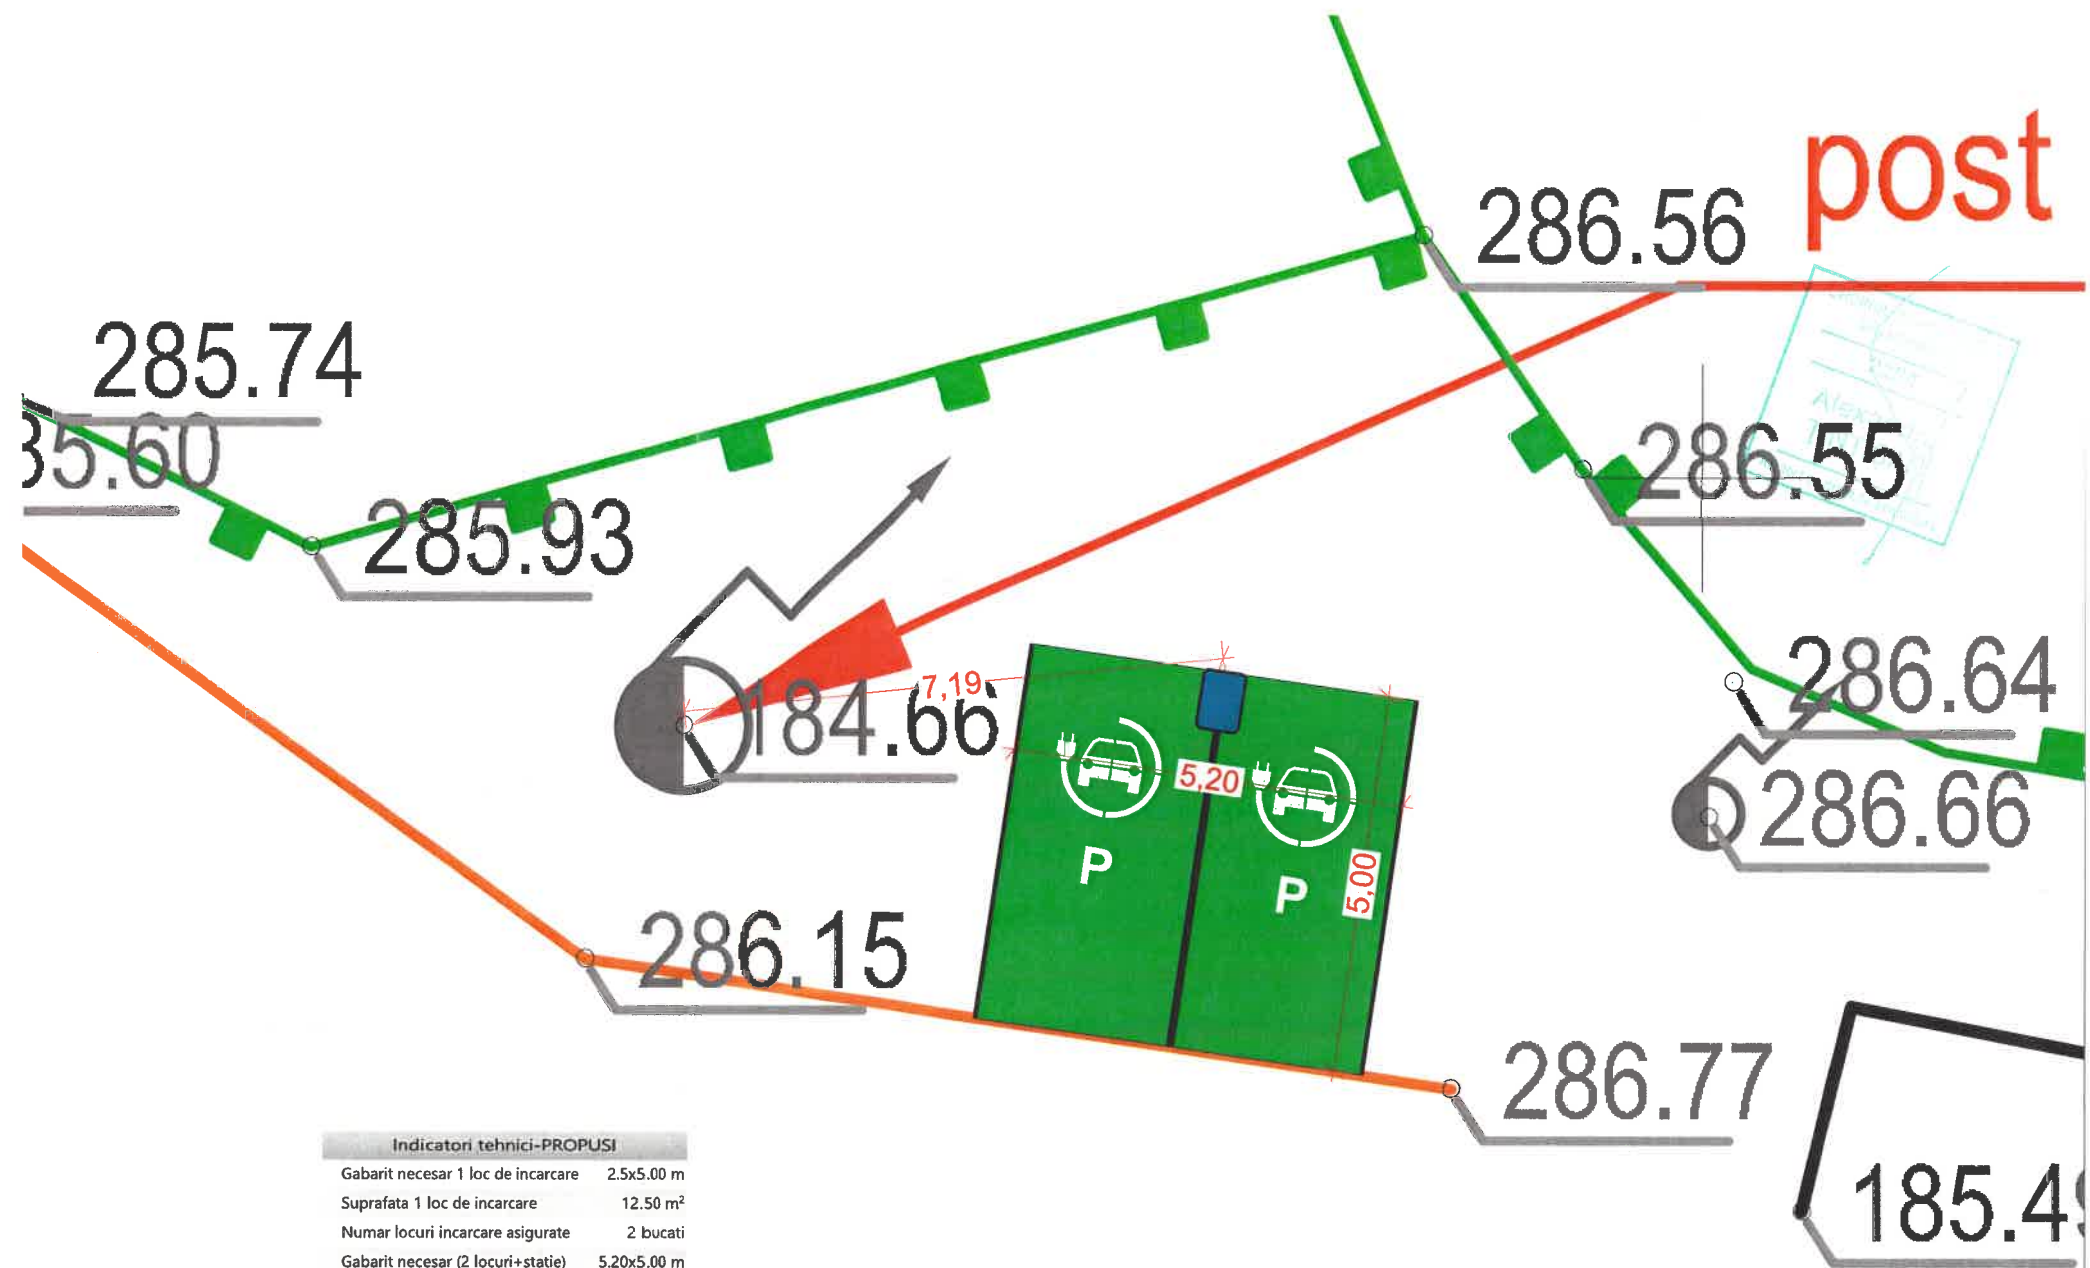 post
286.56
285.74
286.55
285.93
286.64
7,19
184.66
5,20
286.66
P
P
5,00
286.15
286.77
Indicatori tehnici-PROPUSI
Gabarit necesar 1 loc de incarcare 2.5x5.00 m
Suprafata 1 loc de incarcare 12.50 m²
Numar locuri incarcare asigurate 2 bucati
Gabarit necesar (2 locuri+statie) 5.20x5.00 m